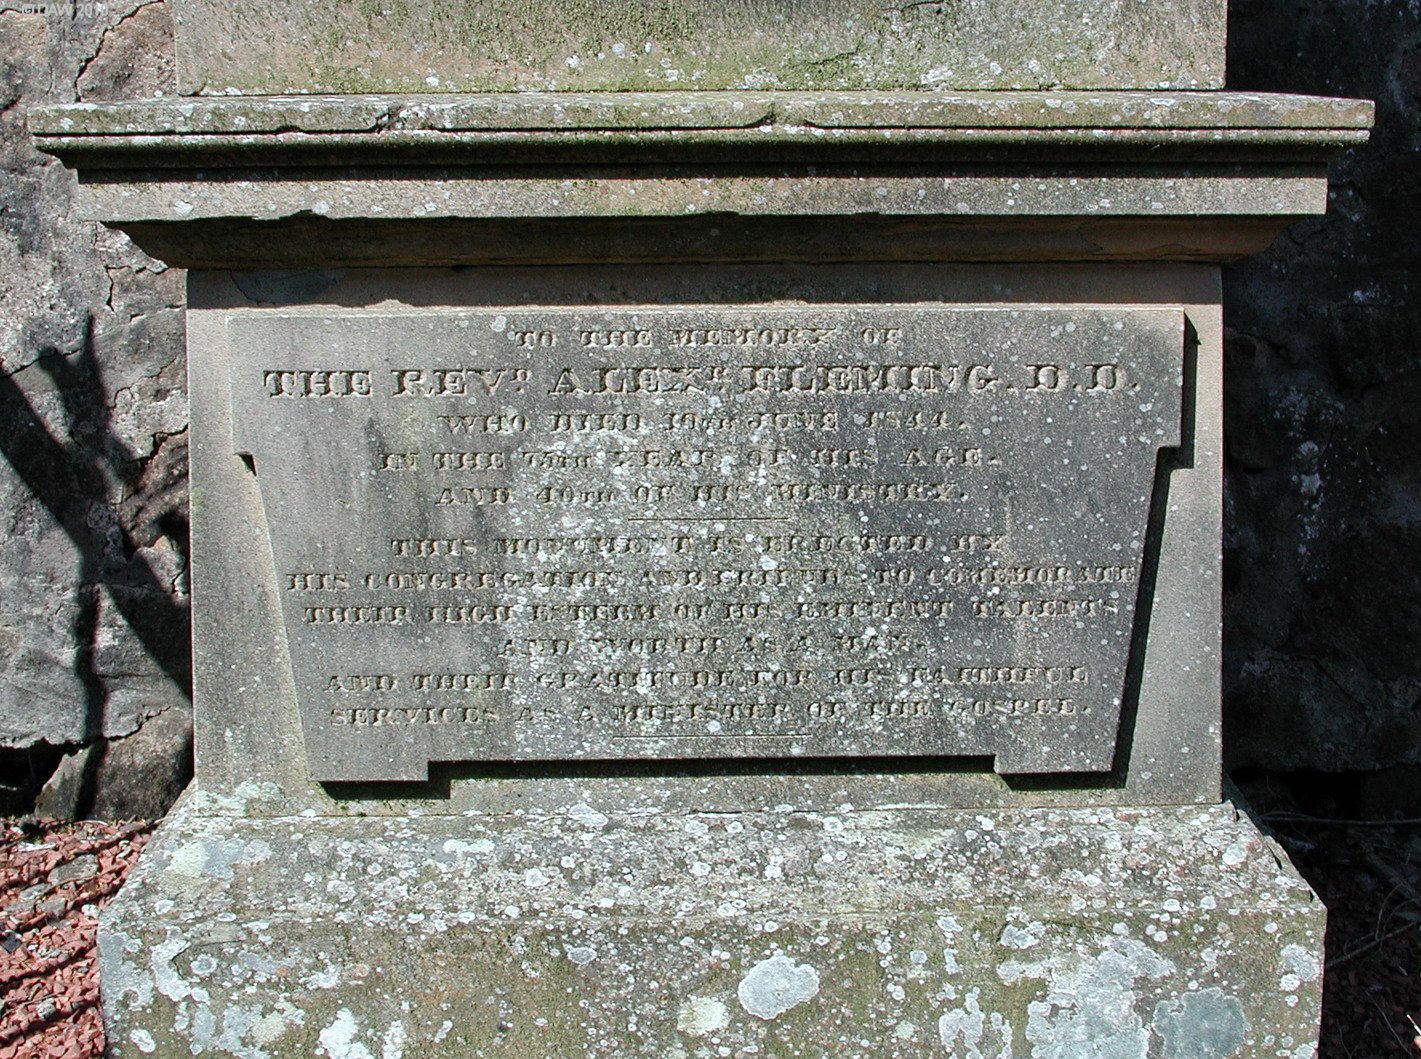 TO THE MEMORY OF
THE REVD ALEXR FLEMING. D.D.
WHO DIED 10TH JUNE 1844.
IN THE YEAR OF HIS AGE.
AND 40TH OF HIS MINISTRY.
THIS MONUMENT IS ERECTED BY
HIS CONGREGATION AND FRIENDS, TO COMEMORATE
THEIR HIGH ESTEEM OF HIS EMINENT TALENTS
AND WORTH AS A MAN.
AND THEIR GRATITUDE FOR HIS FAITHFUL
SERVICES AS A MINISTER OF THE GOSPEL.